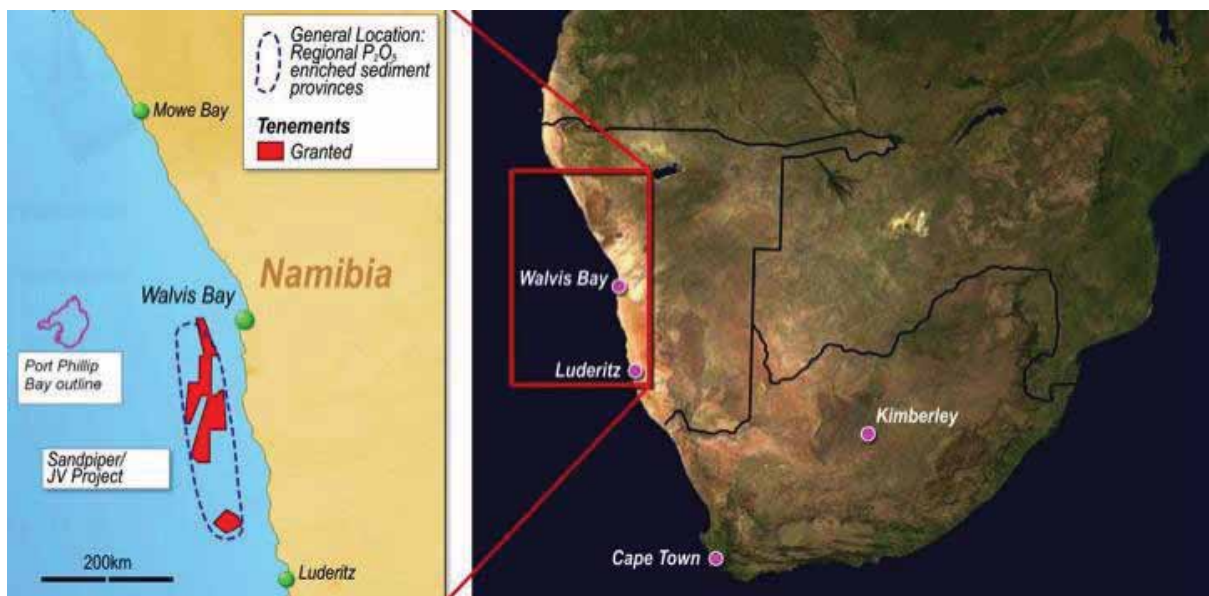 General Location:
Regional P₂O₅
enriched sediment
provinces
Tenements
Granted
Mowe Bay
Namibia
Walvis Bay
Port Phillip
Bay outline
Sandpiper/
JV Project
200km
Luderitz
Walvis Bay
Luderitz
Kimberley
Cape Town